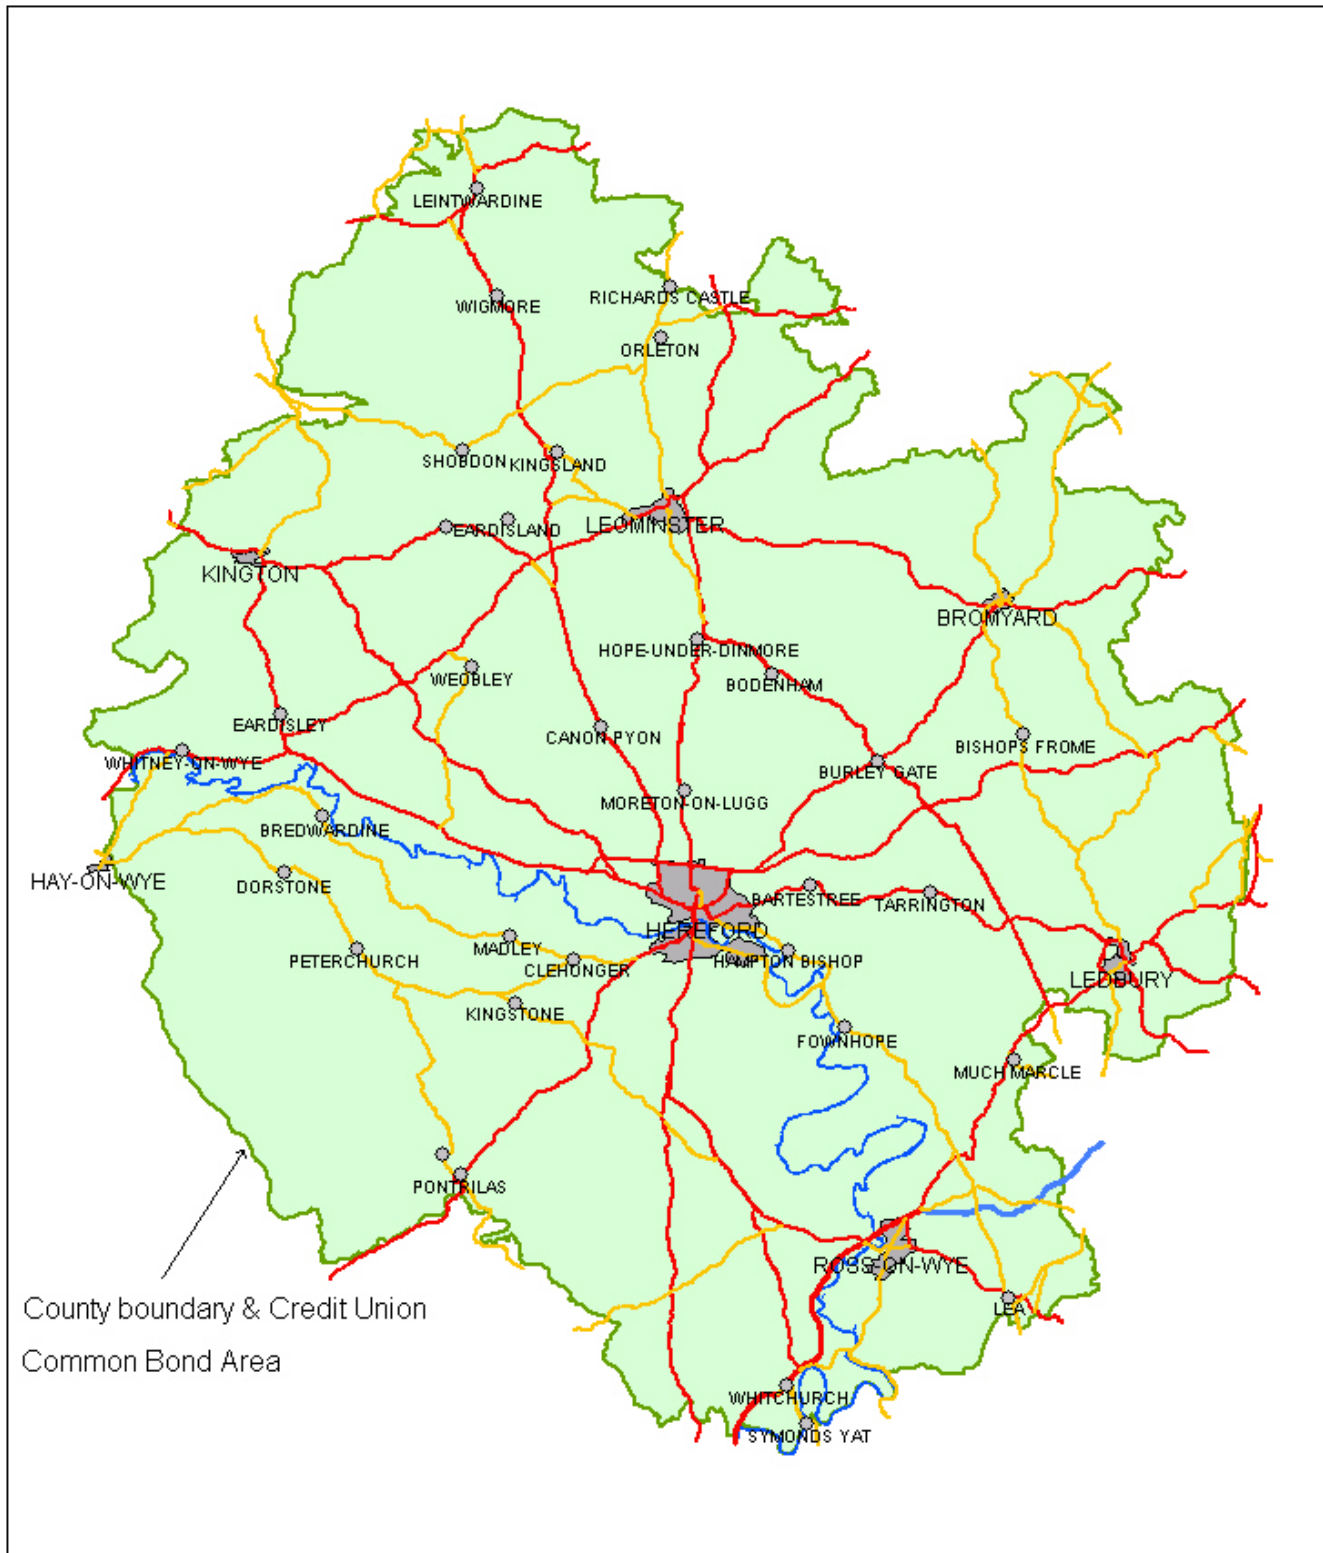 LEINTWARDINE
RICHARDS CASTLE
WIGMORE
ORLETON
SHOBDON
KINGSLAND
LEOMINSTER
EARDISLAND
KINGTON
BROMYARD
HOPE-UNDER-DINMORE
WEOBLEY
BODENHAM
EARDISLEY
CANON PYON
BISHOPS FROME
WHITNEY-ON-WYE
BURLEY GATE
MORETON-ON-LUGG
BREDWARDINE
HAY-ON-WYE
DORSTONE
BARTESTREE
TARRINGTON
HEREFORD
MADLEY
PETERCHURCH
CLEHONGER
HAMPTON BISHOP
LEDBURY
KINGSTONE
FOWNHOPE
MUCH MARCLE
PONTRILAS
ROSS-ON-WYE
LEA
County boundary & Credit Union
Common Bond Area
WHITCHURCH
SYMONDS YAT